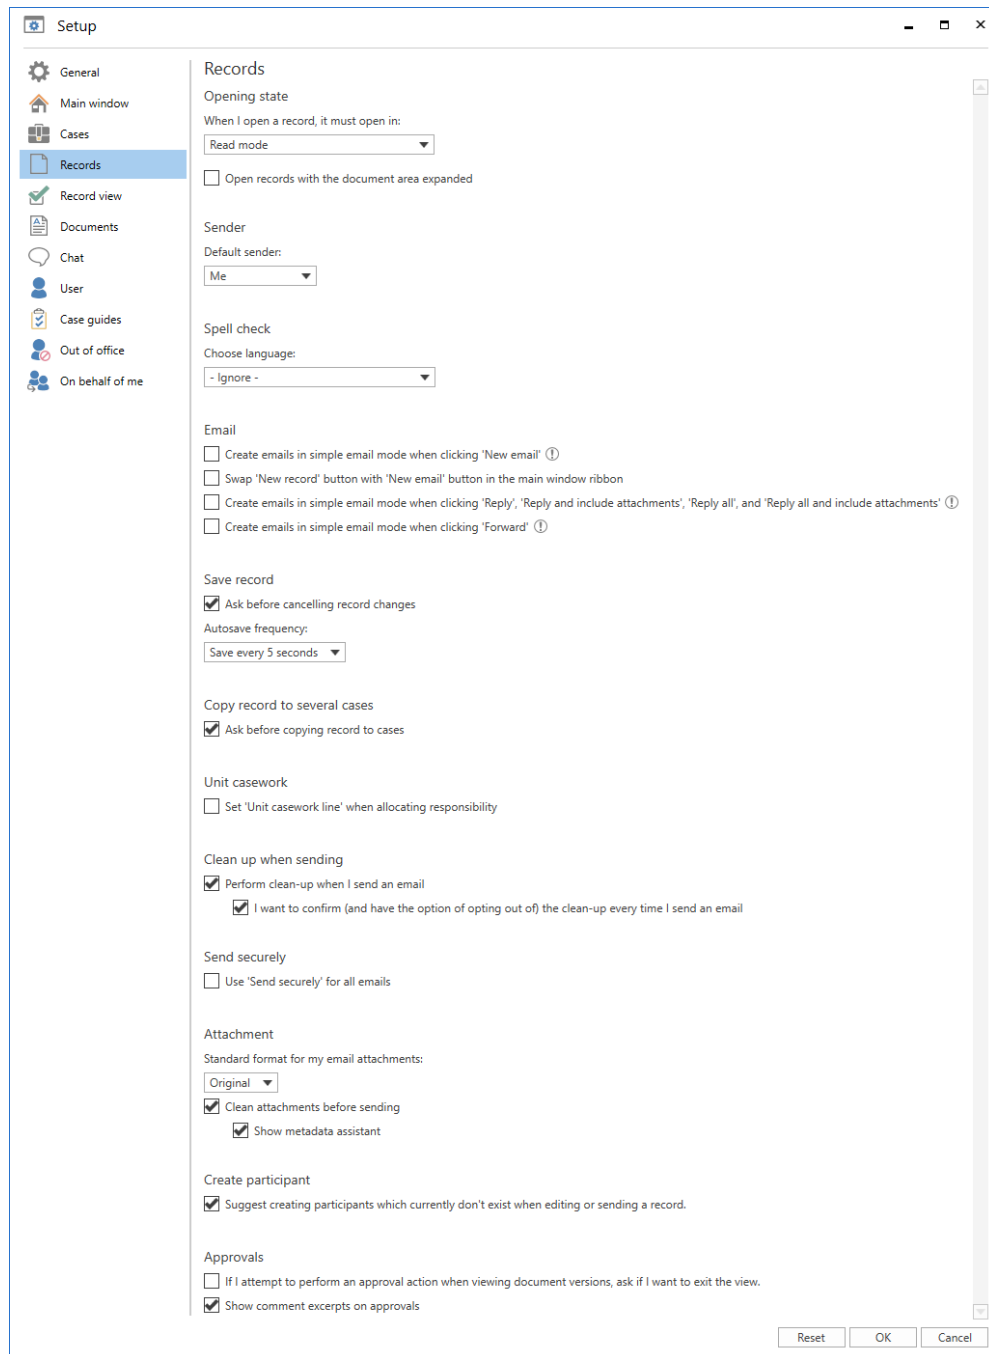 Setup
General
Main window
Cases
Records
Record view
Documents
Chat
User
Case guides
Out of office
On behalf of me
Records
Opening state
When I open a record, it must open in:
Read mode
Open records with the document area expanded
Sender
Default sender:
Me
Spell check
Choose language:
- Ignore -
Email
Create emails in simple email mode when clicking 'New email'
Swap 'New record' button with 'New email' button in the main window ribbon
Create emails in simple email mode when clicking 'Reply', 'Reply and include attachments', 'Reply all', and 'Reply all and include attachments'
Create emails in simple email mode when clicking 'Forward'
Save record
Ask before cancelling record changes
Autosave frequency:
Save every 5 seconds
Copy record to several cases
Ask before copying record to cases
Unit casework
Set 'Unit casework line' when allocating responsibility
Clean up when sending
Perform clean-up when I send an email
I want to confirm (and have the option of opting out of) the clean-up every time I send an email
Send securely
Use 'Send securely' for all emails
Attachment
Standard format for my email attachments:
Original
Clean attachments before sending
Show metadata assistant
Create participant
Suggest creating participants which currently don't exist when editing or sending a record.
Approvals
If I attempt to perform an approval action when viewing document versions, ask if I want to exit the view.
Show comment excerpts on approvals
Reset OK Cancel